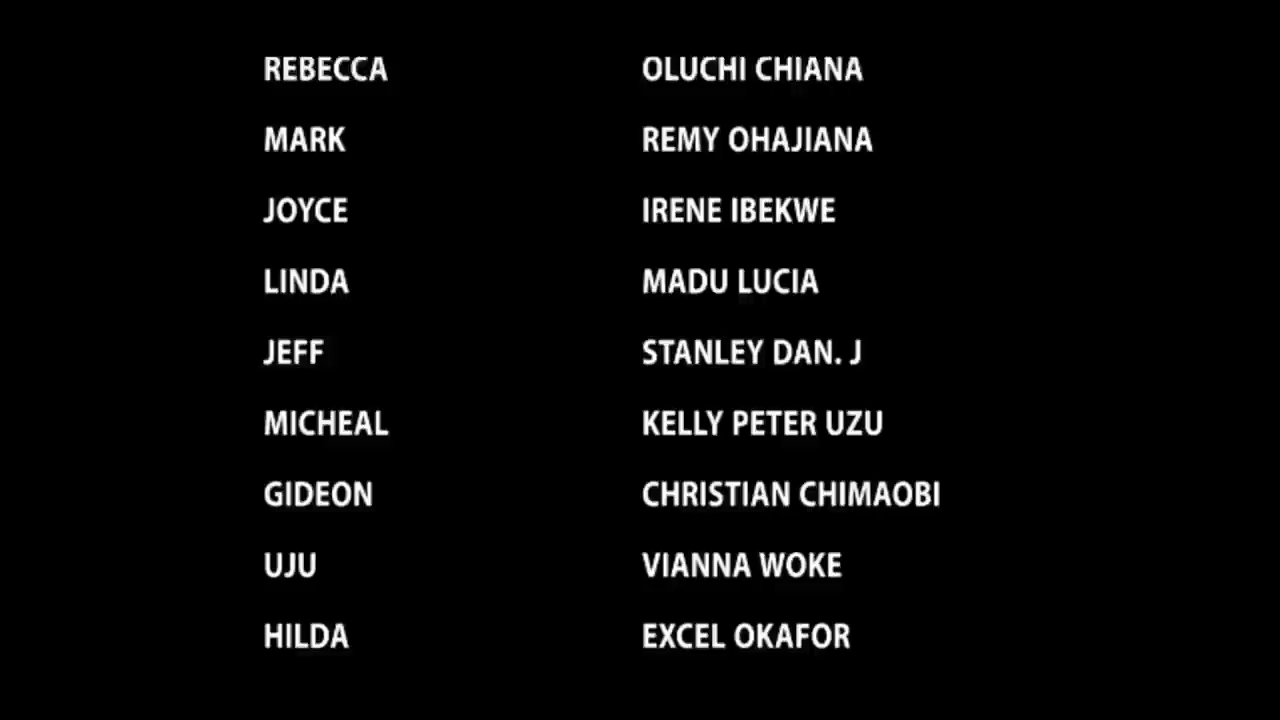 REBECCA OLUCHI CHIANA
MARK REMY OHAJIANA
JOYCE IRENE IBEKWE
LINDA MADU LUCIA
JEFF STANLEY DAN. J
MICHEAL KELLY PETER UZU
GIDEON CHRISTIAN CHIMAOBI
UJU VIANNA WOKE
HILDA EXCEL OKAFOR